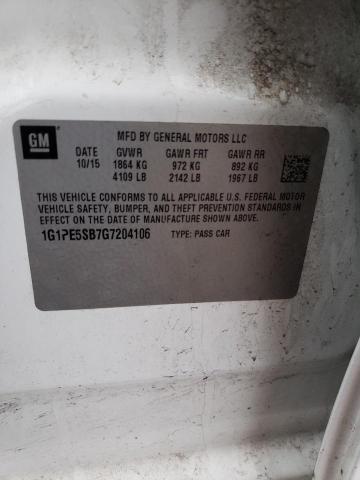 GM
MFD BY GENERAL MOTORS LLC
DATE GVWR GAWR FRT GAWR RR
10/15 1864 KG 972 KG 892 KG
4109 LB 2142 LB 1967 LB
THIS VEHICLE CONFORMS TO ALL APPLICABLE U.S. FEDERAL MOTOR
VEHICLE SAFETY, BUMPER, AND THEFT PREVENTION STANDARDS IN
EFFECT ON THE DATE OF MANUFACTURE SHOWN ABOVE.
1G1PE5SB7G7204106 TYPE: PASS CAR